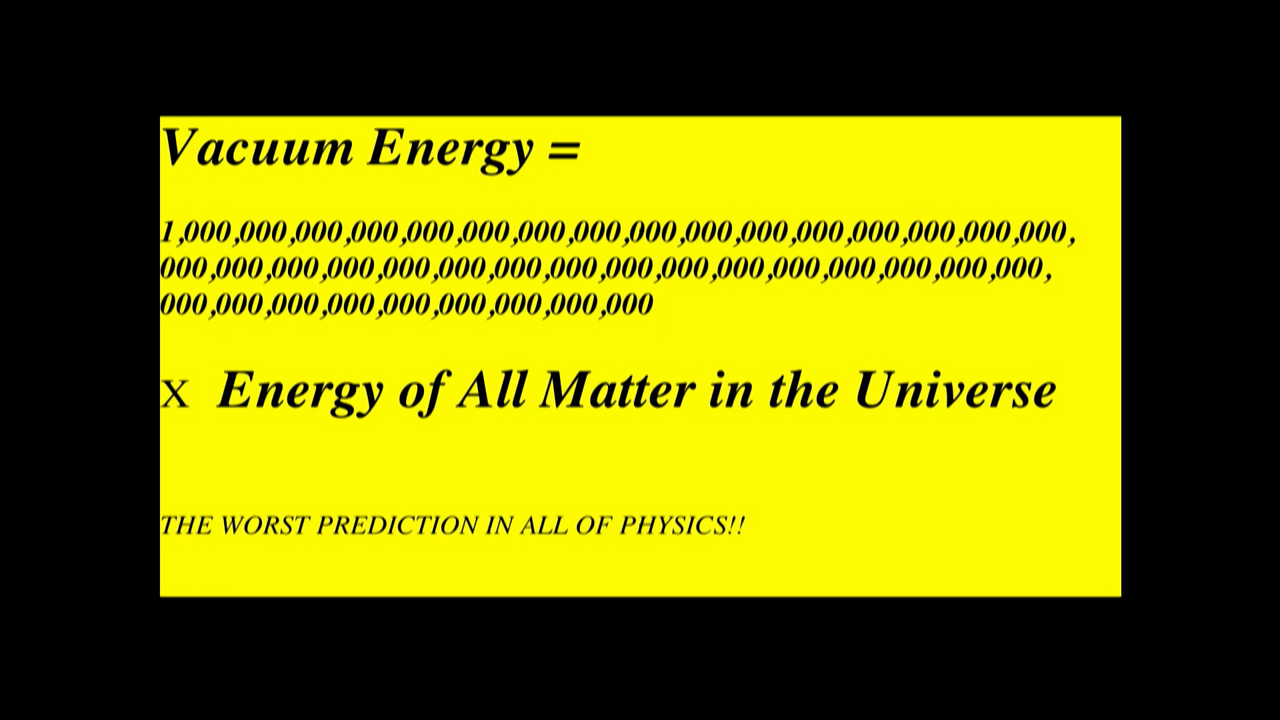 Vacuum Energy =
1,000,000,000,000,000,000,000,000,000,000,000,000,000,000,000,000,
000,000,000,000,000,000,000,000,000,000,000,000,000,000,000,000,
000,000,000,000,000,000,000,000,000
X Energy of All Matter in the Universe
THE WORST PREDICTION IN ALL OF PHYSICS!!